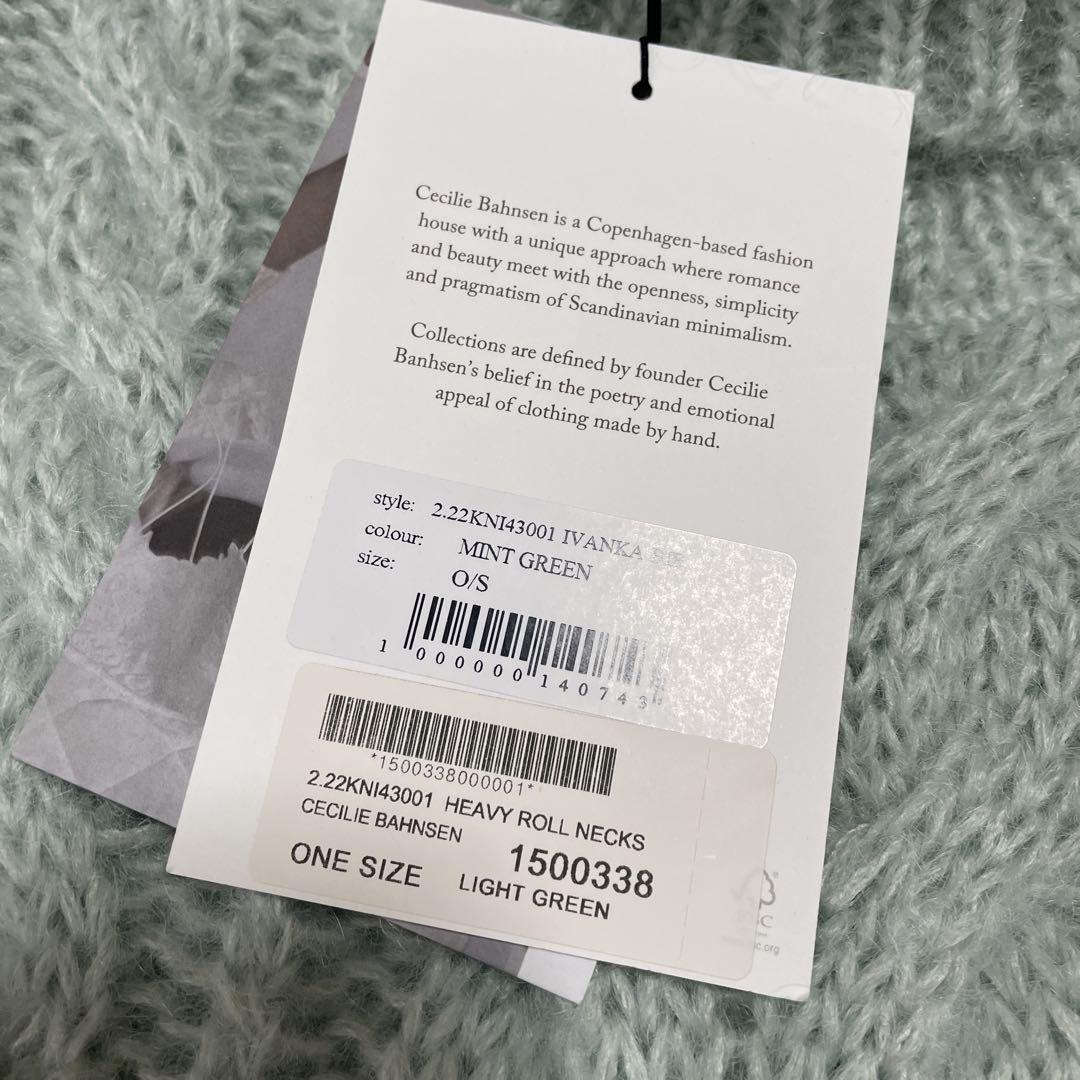 Cecilie Bahnsen is a Copenhagen-based fashion
house with a unique approach where romance
and beauty meet with the openness, simplicity
and pragmatism of Scandinavian minimalism.
Collections are defined by founder Cecilie
Banhsen's belief in the poetry and emotional
appeal of clothing made by hand.
style: 2.22KNI43001 IVANKA
colour: MINT GREEN
size: O/S
1 000000 140743
*1500338000001*
2.22KNI43001 HEAVY ROLL NECKS
CECILIE BAHNSEN
1500338
ONE SIZE LIGHT GREEN